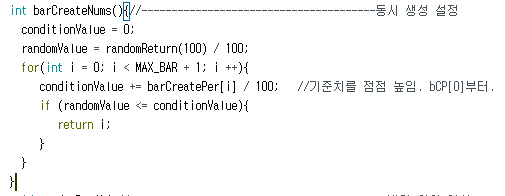 int barCreateNums(){//--------------------------------------동시 생성 설정
conditionValue = 0;
randomValue = randomReturn(100) / 100;
for(int i = 0; i < MAX_BAR + 1; i ++){
conditionValue += barCreatePer[i] / 100; //기준치를 점점 높임. bCP[0]부터.
if (randomValue <= conditionValue){
return i;
}
}
}